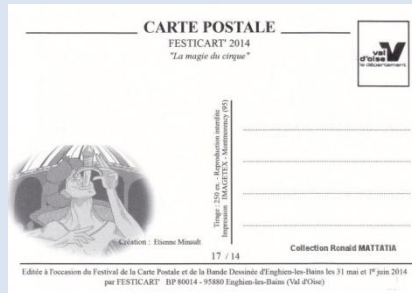 CARTE POSTALE
FESTICART' 2014
"La magie du cirque"
val
d'oise
le département
Tirage : 250 ex. - Reproduction interdite
Impression IMAGETEX - Montmorency (95)
Création : Etienne Minault
17 / 14
Collection Ronald MATTATIA
Editée à l'occasion du Festival de la Carte Postale et de la Bande Dessinée d'Enghien-les-Bains les 31 mai et 1er juin 2014
par FESTICART' BP 80014 - 95880 Enghien-les-Bains (Val d'Oise)